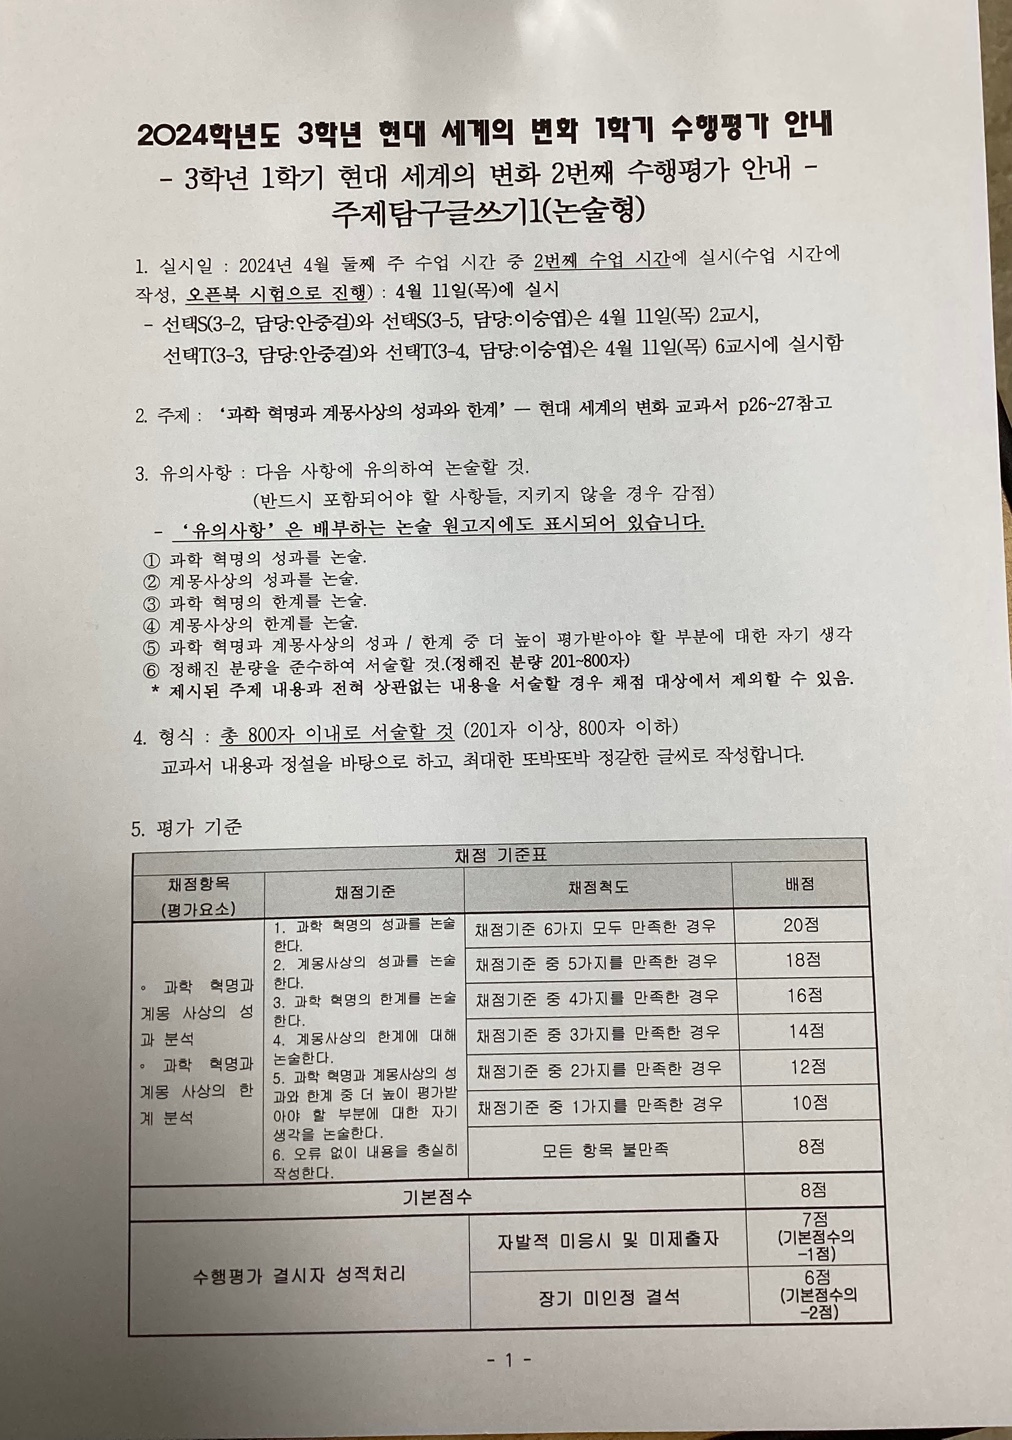 2024학년도 3학년 현대 세계의 변화 1학기 수행평가 안내
- 3학년 1학기 현대 세계의 변화 2번째 수행평가 안내 -
주제탐구글쓰기1(논술형)
1. 실시일 : 2024년 4월 둘째 주 수업 시간 중 2번째 수업 시간에 실시(수업 시간에
작성, 오픈북 시험으로 진행) : 4월 11일(목)에 실시
- 선택S(3-2, 담당:안중걸)와 선택S(3-5, 담당:이승엽)은 4월 11일(목) 2교시,
선택T(3-3, 담당:안중걸)와 선택T(3-4, 담당:이승엽)은 4월 11일(목) 6교시에 실시함
2. 주제 : ‘과학 혁명과 계몽사상의 성과와 한계’ — 현대 세계의 변화 교과서 p26~27참고
3. 유의사항 : 다음 사항에 유의하여 논술할 것.
(반드시 포함되어야 할 사항들, 지키지 않을 경우 감점)
- ‘유의사항’ 은 배부하는 논술 원고지에도 표시되어 있습니다.
① 과학 혁명의 성과를 논술.
② 계몽사상의 성과를 논술.
③ 과학 혁명의 한계를 논술.
④ 계몽사상의 한계를 논술.
⑤ 과학 혁명과 계몽사상의 성과 / 한계 중 더 높이 평가받아야 할 부분에 대한 자기 생각
⑥ 정해진 분량을 준수하여 서술할 것.(정해진 분량 201~800자)
* 제시된 주제 내용과 전혀 상관없는 내용을 서술할 경우 채점 대상에서 제외할 수 있음.
4. 형식 : 총 800자 이내로 서술할 것 (201자 이상, 800자 이하)
교과서 내용과 정설을 바탕으로 하고, 최대한 또박또박 정갈한 글씨로 작성합니다.
5. 평가 기준
채점 기준표
채점항목
(평가요소)
채점기준
채점척도
배점
◦ 과학 혁명과
계몽 사상의 성
과 분석
◦ 과학 혁명과
계몽 사상의 한
계 분석
1. 과학 혁명의 성과를 논술
한다.
2. 계몽사상의 성과를 논술
한다.
3. 과학 혁명의 한계를 논술
한다.
4. 계몽사상의 한계에 대해
논술한다.
5. 과학 혁명과 계몽사상의 성
과와 한계 중 더 높이 평가받
아야 할 부분에 대한 자기
생각을 논술한다.
6. 오류 없이 내용을 충실히
작성한다.
채점기준 6가지 모두 만족한 경우
20점
채점기준 중 5가지를 만족한 경우
18점
채점기준 중 4가지를 만족한 경우
16점
채점기준 중 3가지를 만족한 경우
14점
채점기준 중 2가지를 만족한 경우
12점
채점기준 중 1가지를 만족한 경우
10점
모든 항목 불만족
8점
기본점수
8점
수행평가 결시자 성적처리
자발적 미응시 및 미제출자
7점
(기본점수의
-1점)
장기 미인정 결석
6점
(기본점수의
-2점)
- 1 -